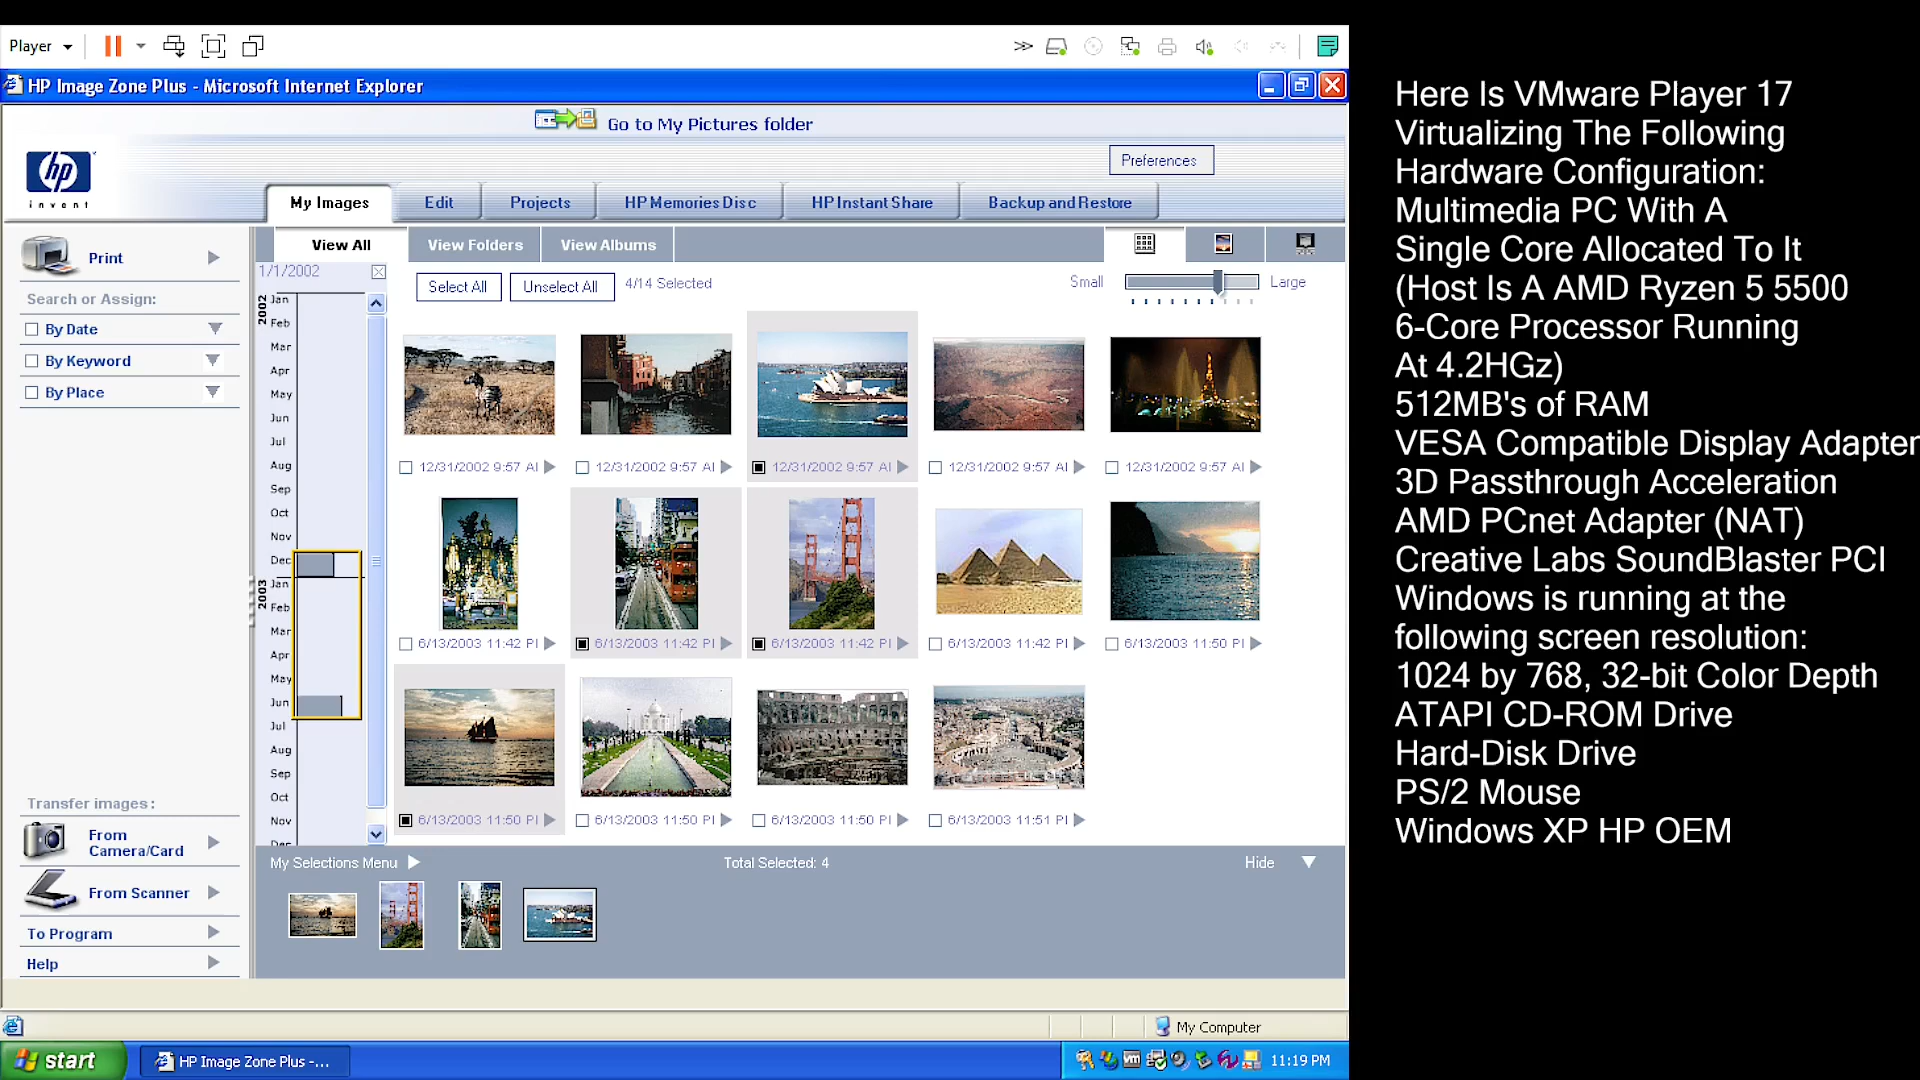 Player
HP Image Zone Plus - Microsoft Internet Explorer
Go to My Pictures folder
hp
invent
Preferences
My Images
Edit
Projects
HP Memories Disc
HP Instant Share
Backup and Restore
View All
View Folders
View Albums
Print
Search or Assign:
By Date
By Keyword
By Place
Transfer images:
From
Camera/Card
From Scanner
To Program
Help
1/1/2002
2002
Jan
Feb
Mar
Apr
May
Jun
Jul
Aug
Sep
Oct
Nov
Dec
2003
Jan
Feb
Mar
Apr
May
Jun
Jul
Aug
Sep
Oct
Nov
Dec
Select All
Unselect All
4/14 Selected
Small
Large
12/31/2002 9:57 AI
12/31/2002 9:57 AI
12/31/2002 9:57 AI
12/31/2002 9:57 AI
12/31/2002 9:57 AI
6/13/2003 11:42 PI
6/13/2003 11:42 PI
6/13/2003 11:42 PI
6/13/2003 11:42 PI
6/13/2003 11:50 PI
6/13/2003 11:50 PI
6/13/2003 11:50 PI
6/13/2003 11:50 PI
6/13/2003 11:51 PI
My Selections Menu
Total Selected: 4
Hide
My Computer
start
HP Image Zone Plus -...
11:19 PM
Here Is VMware Player 17
Virtualizing The Following
Hardware Configuration:
Multimedia PC With A
Single Core Allocated To It
(Host Is A AMD Ryzen 5 5500
6-Core Processor Running
At 4.2HGz)
512MB's of RAM
VESA Compatible Display Adapter
3D Passthrough Acceleration
AMD PCnet Adapter (NAT)
Creative Labs SoundBlaster PCI
Windows is running at the
following screen resolution:
1024 by 768, 32-bit Color Depth
ATAPI CD-ROM Drive
Hard-Disk Drive
PS/2 Mouse
Windows XP HP OEM